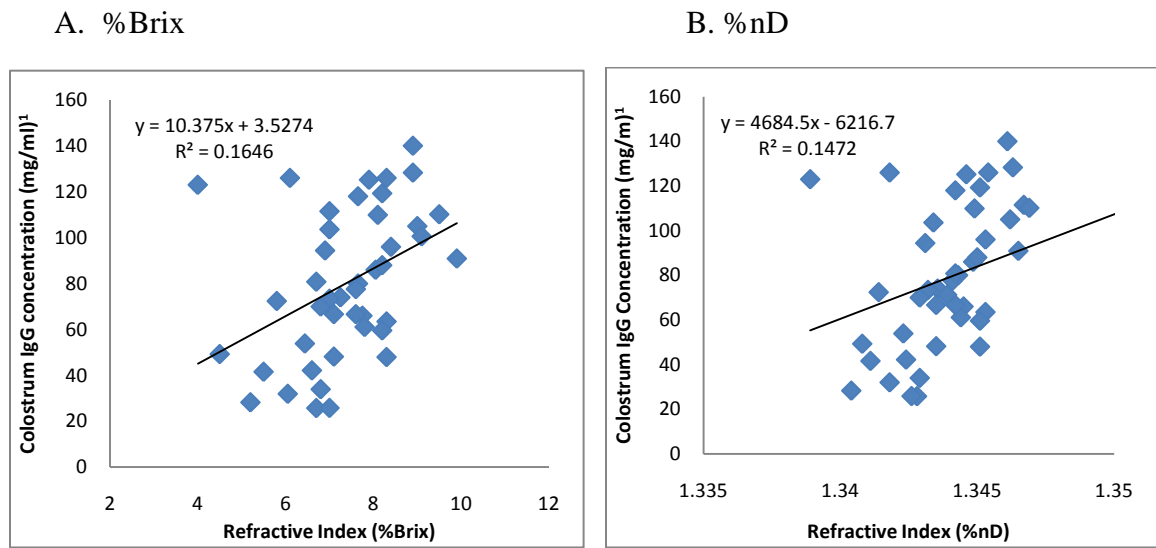 A. %Brix
B. %nD
Colostrum IgG concentration (mg/ml)¹
160
140
120
100
80
60
40
20
0
y = 10.375x + 3.5274
R² = 0.1646
2
4
6
8
10
12
Refractive Index (%Brix)
Colostrum IgG Concentration (mg/m)¹
160
140
120
100
80
60
40
20
0
y = 4684.5x - 6216.7
R² = 0.1472
1.335
1.34
1.345
1.35
Refractive Index (%nD)